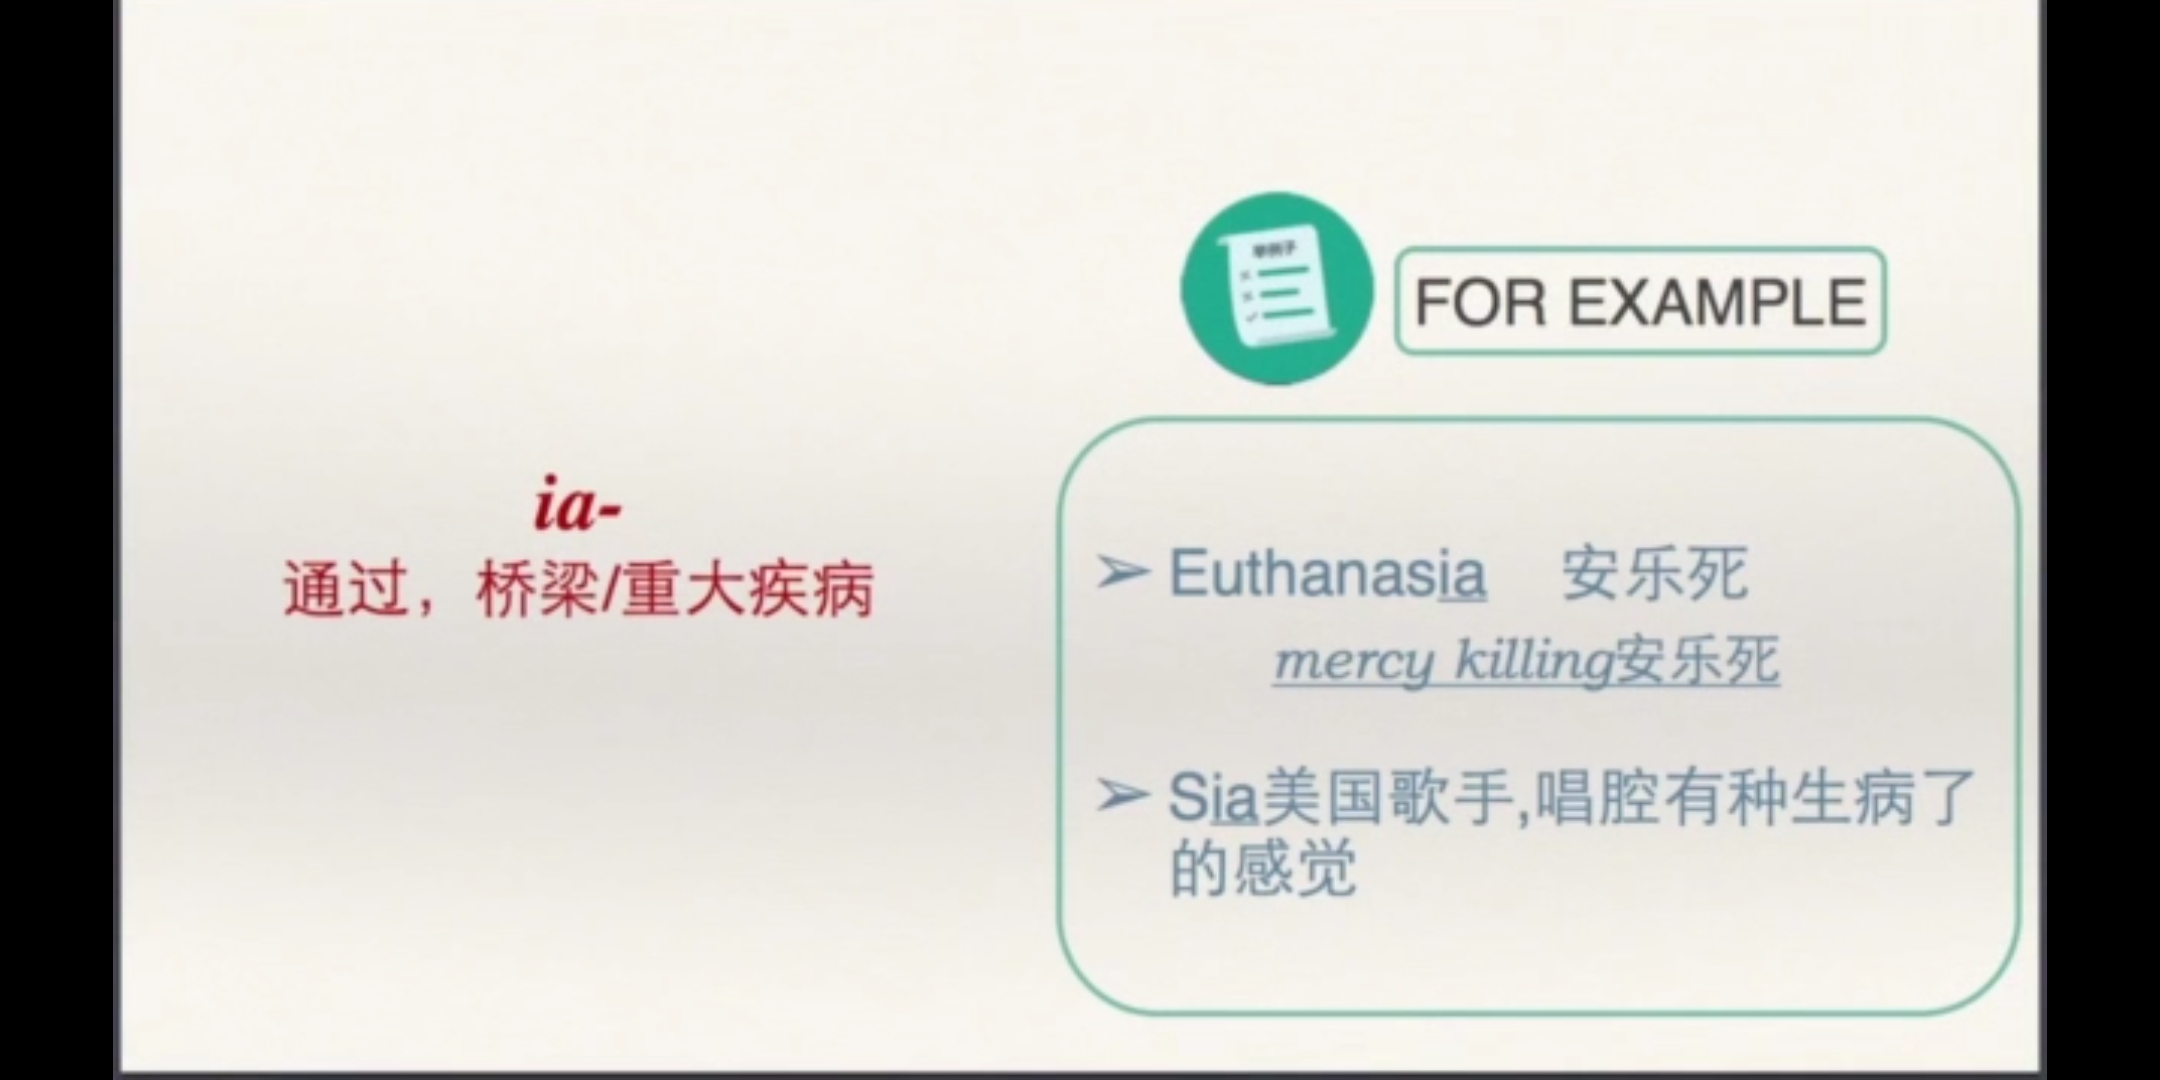 举例子
FOR EXAMPLE
ia-
通过，桥梁/重大疾病
➢ Euthanasia 安乐死
mercy killing安乐死
➢ Sia美国歌手,唱腔有种生病了
的感觉